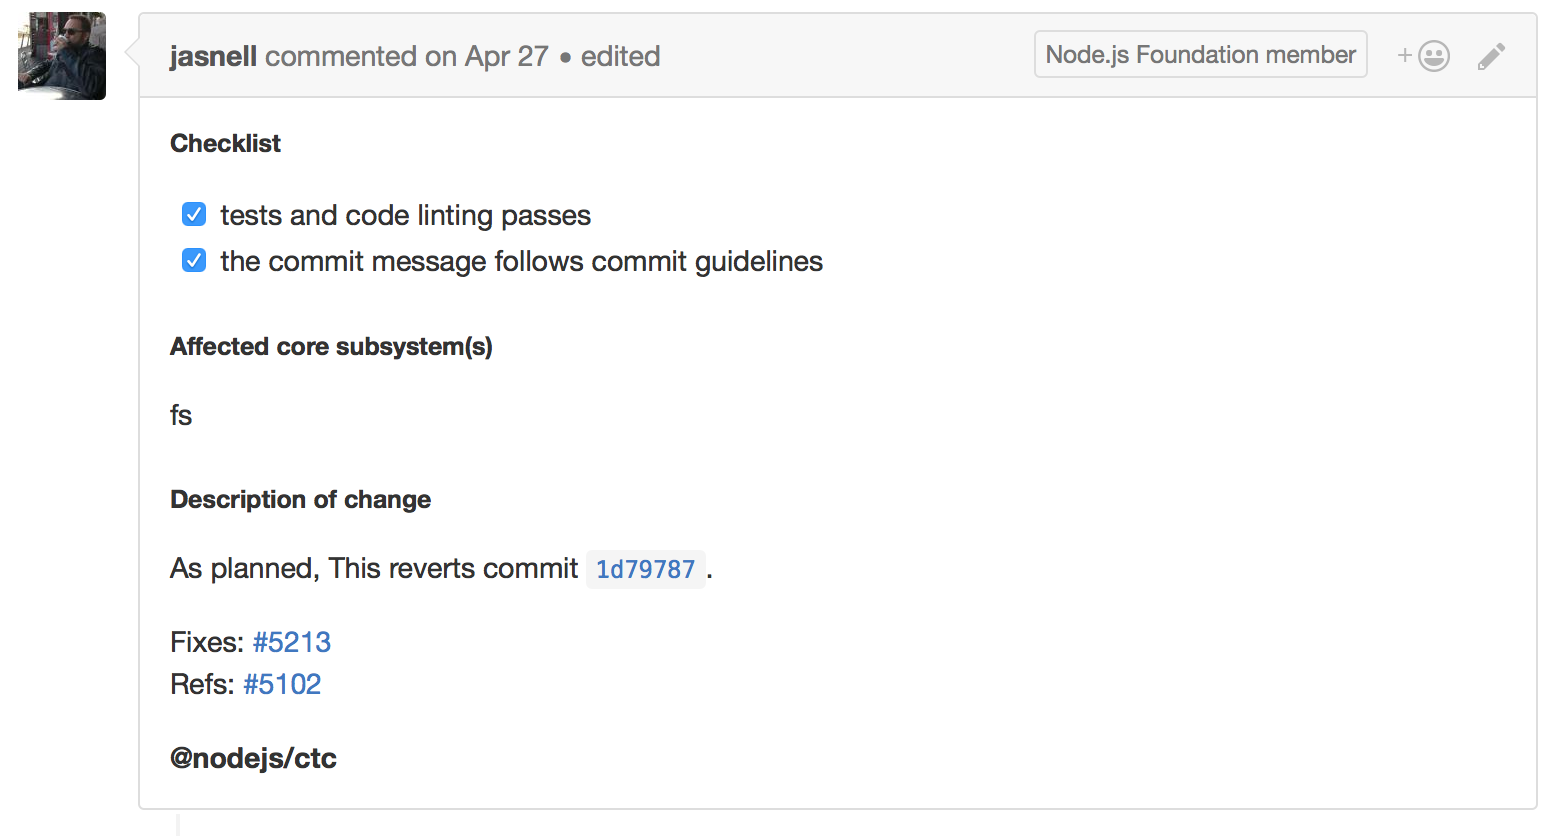 jasnell commented on Apr 27 • edited
Node.js Foundation member
+
Checklist
tests and code linting passes
the commit message follows commit guidelines
Affected core subsystem(s)
fs
Description of change
As planned, This reverts commit 1d79787 .
Fixes: #5213
Refs: #5102
@nodejs/ctc